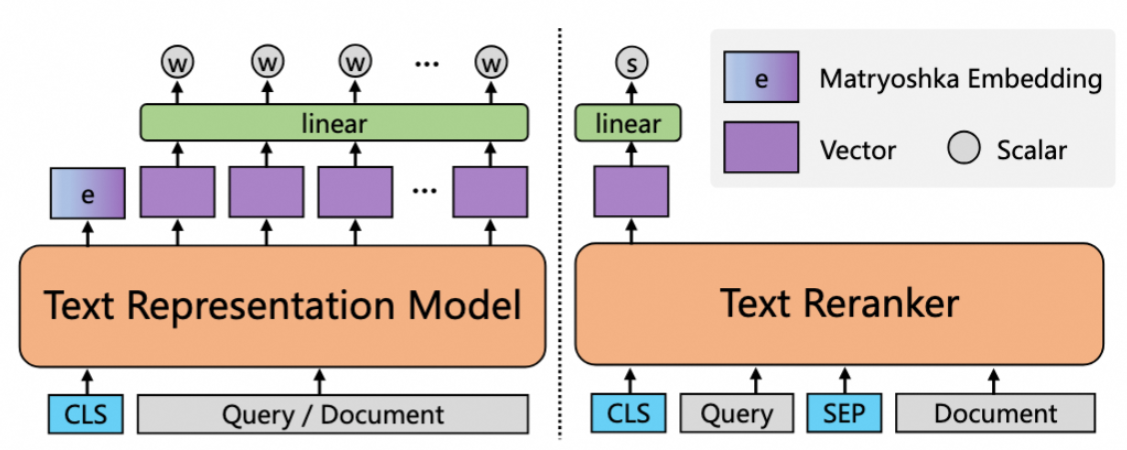 w w w ... w
linear
e ...
Text Representation Model
CLS Query / Document
s
linear
Text Reranker
CLS Query SEP Document
e Matryoshka Embedding
Vector Scalar